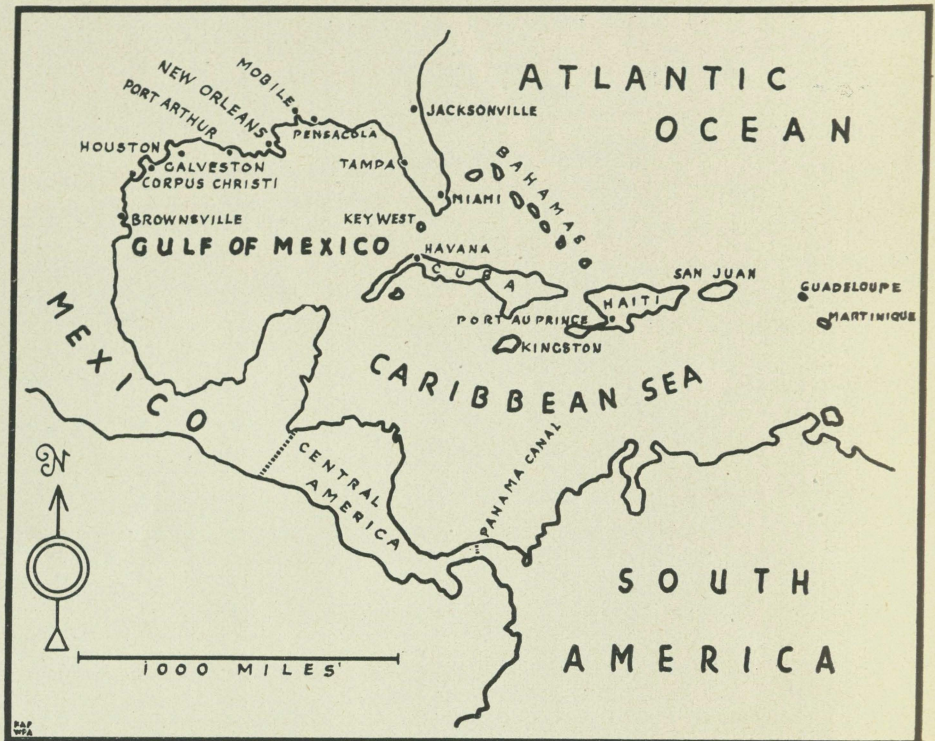 ATLANTIC
OCEAN
MOBILE
NEW ORLEANS
PORT ARTHUR
JACKSONVILLE
PENSACOLA
HOUSTON
GALVESTON
TAMPA
BAHAMAS
CORPUS CHRISTI
MIAMI
BROWNSVILLE
KEY WEST
GULF OF MEXICO
HAVANA
CUBA
SAN JUAN
GUADELOUPE
HAITI
MEXICO
PORT AU PRINCE
MARTINIQUE
KINGSTON
CARIBBEAN SEA
PANAMA CANAL
N
CENTRAL
AMERICA
SOUTH
AMERICA
1000 MILES
FAP
WPA